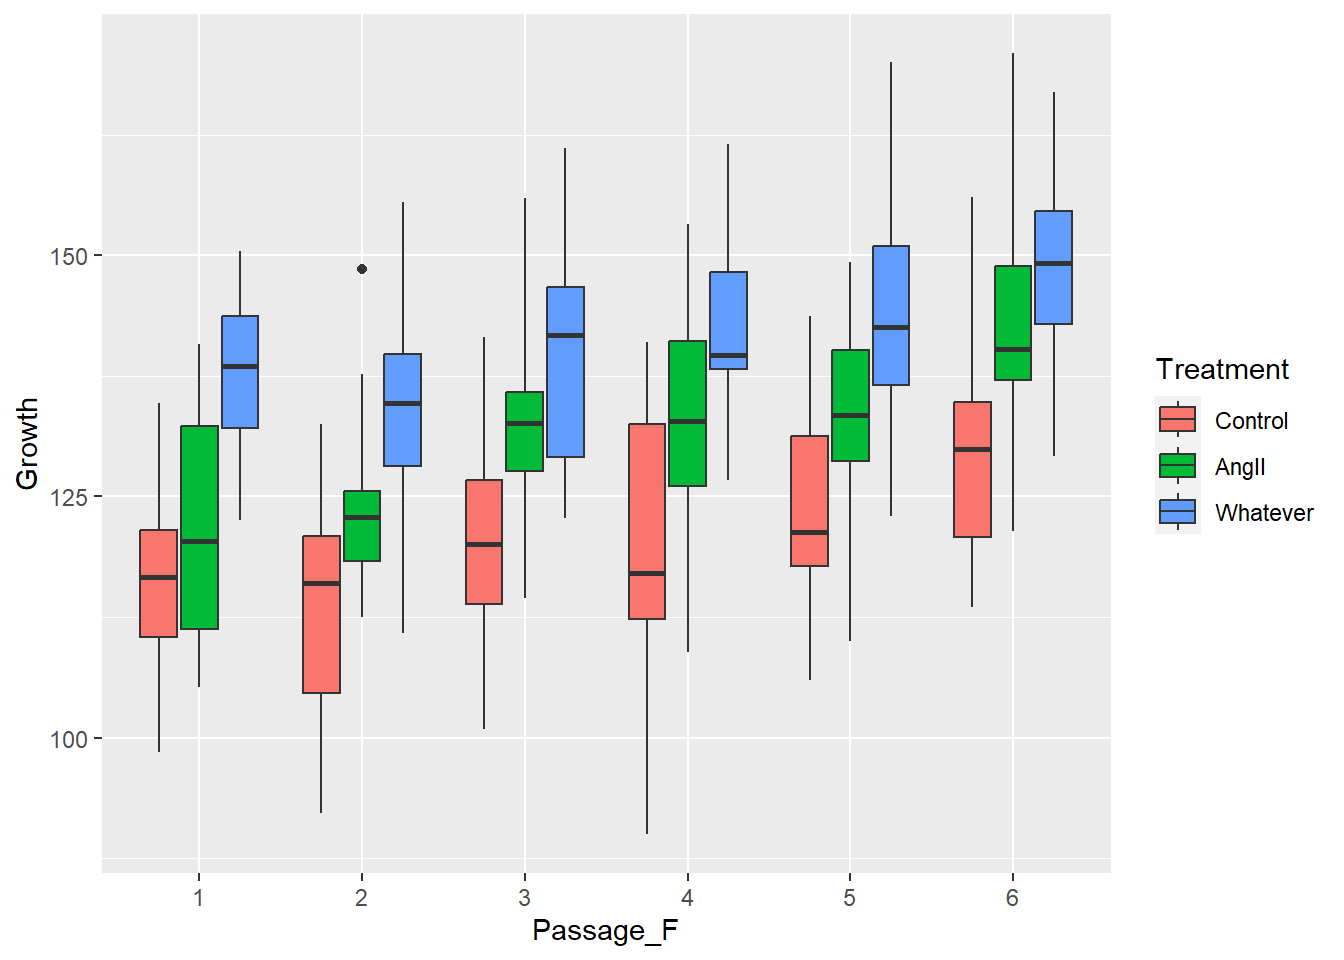 Growth
150
125
100
1 2 3 4 5 6
Passage_F
Treatment
Control
AngII
Whatever